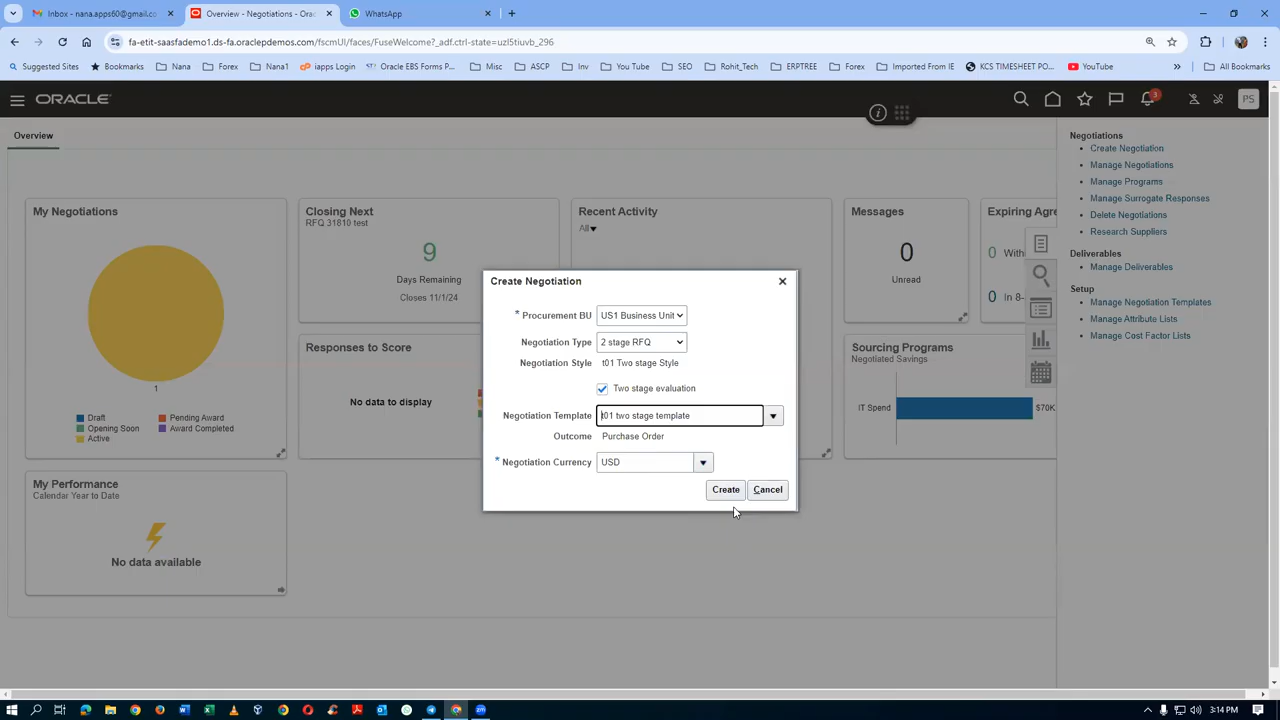 Inbox - nana.apps60@gmail.co
Overview - Negotiations - Orac
WhatsApp
fa-etit-saasfademo1.ds-fa.oraclepdemos.com/fscmUI/faces/FuseWelcome?_adf.ctrl-state=uzl5tiuvb_296
Suggested Sites
Bookmarks
Nana
Forex
Nana1
iapps Login
Oracle EBS Forms P...
Misc
ASCP
Inv
You Tube
SEO
Rohit_Tech
ERPTREE
Forex
Imported From IE
KCS TIMESHEET PO...
YouTube
All Bookmarks
ORACLE
3
PS
Overview
My Negotiations
1
Draft
Pending Award
Opening Soon
Award Completed
Active
Closing Next
RFQ 31810 test
9
Days Remaining
Closes 11/1/24
Recent Activity
All
Messages
0
Unread
Expiring Agre
0 With
0 In 8-
Responses to Score
No data to display
Sourcing Programs
Negotiated Savings
IT Spend
$70K
My Performance
Calendar Year to Date
No data available
Create Negotiation
* Procurement BU US1 Business Unit
Negotiation Type 2 stage RFQ
Negotiation Style t01 Two stage Style
Two stage evaluation
Negotiation Template t01 two stage template
Outcome Purchase Order
* Negotiation Currency USD
Create Cancel
Negotiations
Create Negotiation
Manage Negotiations
Manage Programs
Manage Surrogate Responses
Delete Negotiations
Research Suppliers
Deliverables
Manage Deliverables
Setup
Manage Negotiation Templates
Manage Attribute Lists
Manage Cost Factor Lists
3:14 PM